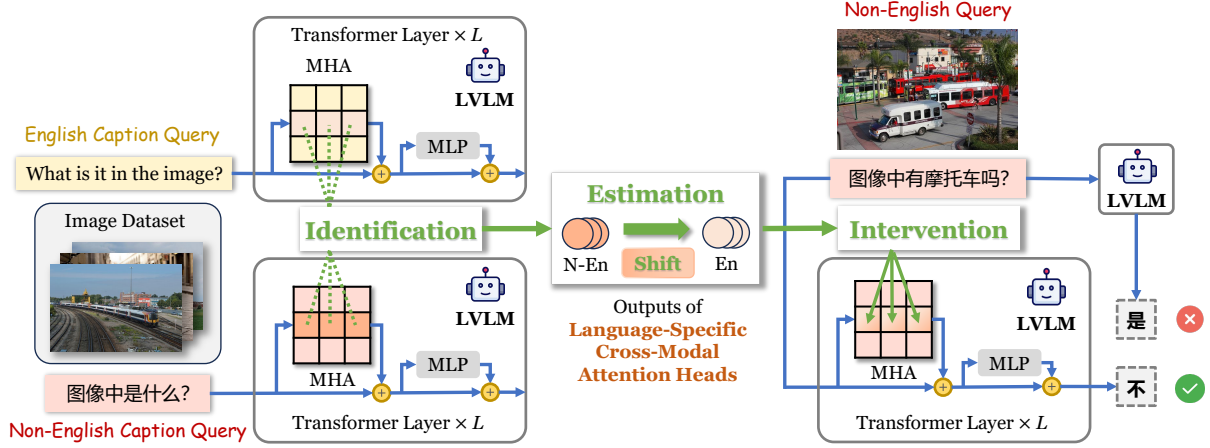 Transformer Layer × L
MHA
LVLM
MLP
English Caption Query
What is it in the image?
Image Dataset
Identification
MHA
LVLM
MLP
图像中是什么?
Non-English Caption Query
Transformer Layer × L
Estimation
N-En
Shift
En
Outputs of
Language-Specific
Cross-Modal
Attention Heads
Non-English Query
图像中有摩托车吗?
LVLM
Intervention
MHA
LVLM
MLP
Transformer Layer × L
是
不